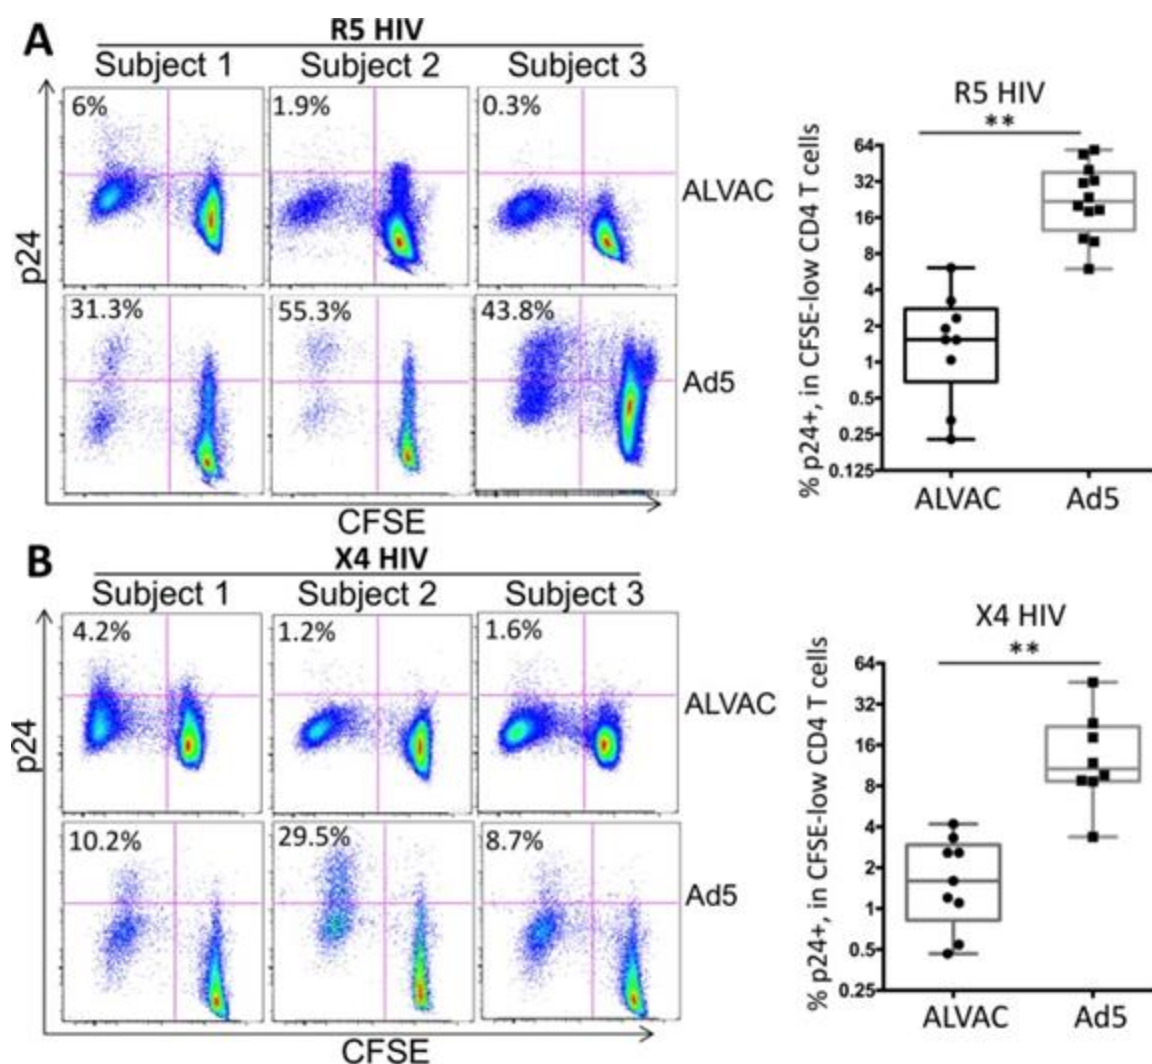 A
R5 HIV
Subject 1 Subject 2 Subject 3
6% 1.9% 0.3%
ALVAC
p24
31.3% 55.3% 43.8%
Ad5
CFSE
R5 HIV
**
% p24+, in CFSE-low CD4 T cells
64
32
16
8
4
2
1
0.5
0.25
0.125
ALVAC Ad5
B
X4 HIV
Subject 1 Subject 2 Subject 3
4.2% 1.2% 1.6%
ALVAC
p24
10.2% 29.5% 8.7%
Ad5
CFSE
X4 HIV
**
% p24+, in CFSE-low CD4 T cells
64
32
16
8
4
2
1
0.5
0.25
ALVAC Ad5